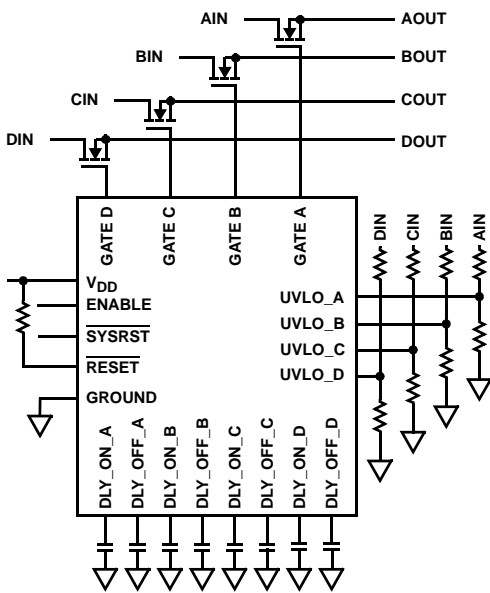 AIN AOUT
BIN BOUT
CIN COUT
DIN DOUT
GATE D GATE C GATE B GATE A
DIN CIN BIN AIN
VDD
ENABLE
SYSRST
RESET
GROUND
UVLO_A
UVLO_B
UVLO_C
UVLO_D
DLY_ON_A
DLY_OFF_A
DLY_ON_B
DLY_OFF_B
DLY_ON_C
DLY_OFF_C
DLY_ON_D
DLY_OFF_D